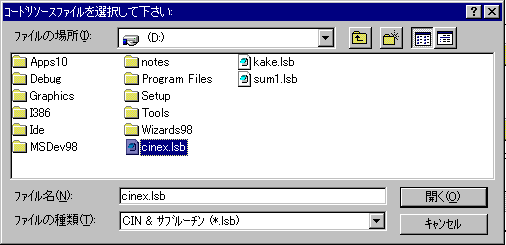 ｺｰﾄﾞﾘｿｰｽﾌｧｲﾙを選択して下さい:
ﾌｧｲﾙの場所(I):
(D:)
Apps10
Debug
Graphics
I386
Ide
MSDev98
notes
Program Files
Setup
Tools
Wizards98
cinex.lsb
kake.lsb
sum1.lsb
ﾌｧｲﾙ名(N):
cinex.lsb
開く(O)
ﾌｧｲﾙの種類(T):
CIN & ｻﾌﾞﾙｰﾁﾝ (*.lsb)
ｷｬﾝｾﾙ